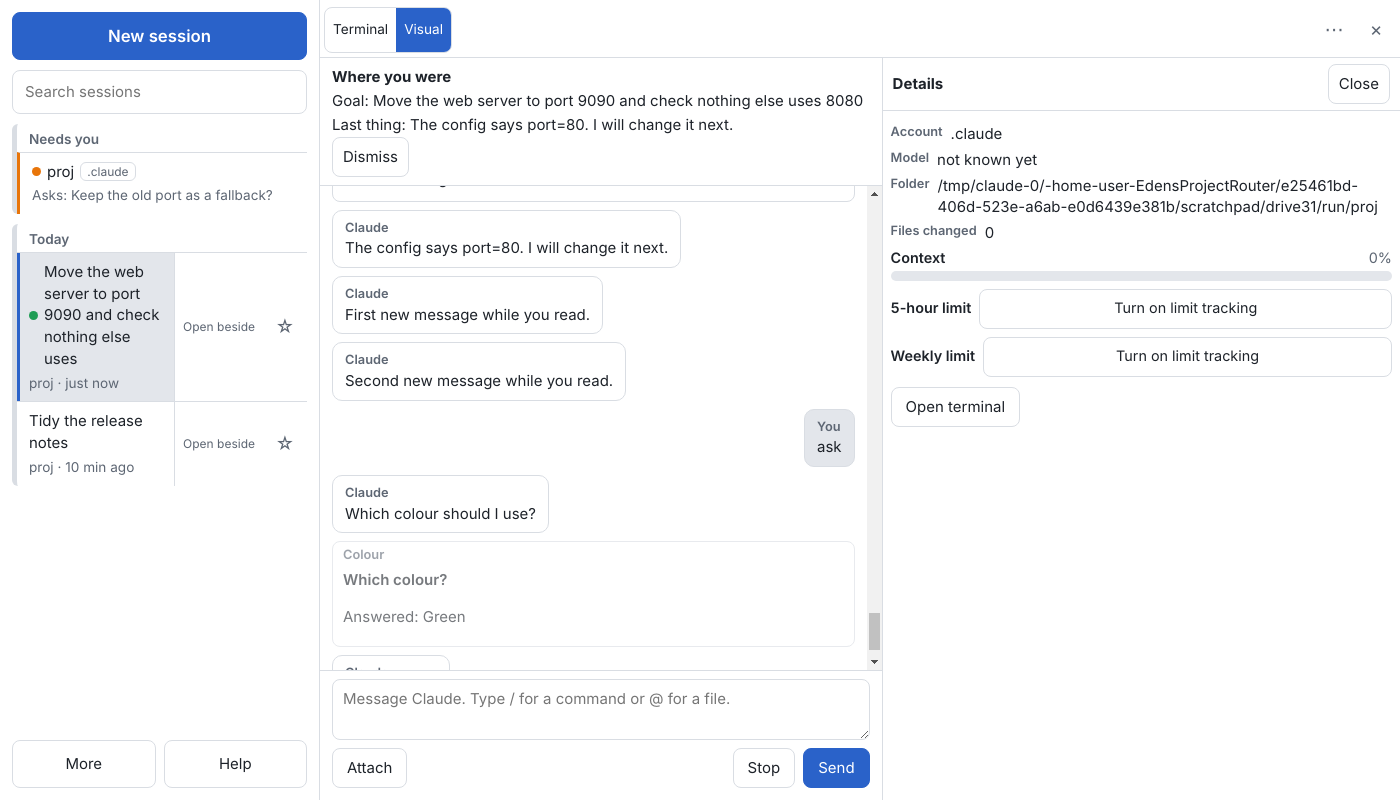 New session
Search sessions
Needs you
proj .claude
Asks: Keep the old port as a fallback?
Today
Move the web
server to port
9090 and check
nothing else
uses
proj · just now
Open beside ☆
Tidy the release
notes
proj · 10 min ago
Open beside ☆
More
Help
Terminal
Visual
Where you were
Goal: Move the web server to port 9090 and check nothing else uses 8080
Last thing: The config says port=80. I will change it next.
Dismiss
Claude
The config says port=80. I will change it next.
Claude
First new message while you read.
Claude
Second new message while you read.
You
ask
Claude
Which colour should I use?
Colour
Which colour?
Answered: Green
Message Claude. Type / for a command or @ for a file.
Attach
Stop
Send
Details
Close
Account .claude
Model not known yet
Folder /tmp/claude-0/-home-user-EdensProjectRouter/e25461bd-
406d-523e-a6ab-e0d6439e381b/scratchpad/drive31/run/proj
Files changed 0
Context 0%
5-hour limit Turn on limit tracking
Weekly limit Turn on limit tracking
Open terminal